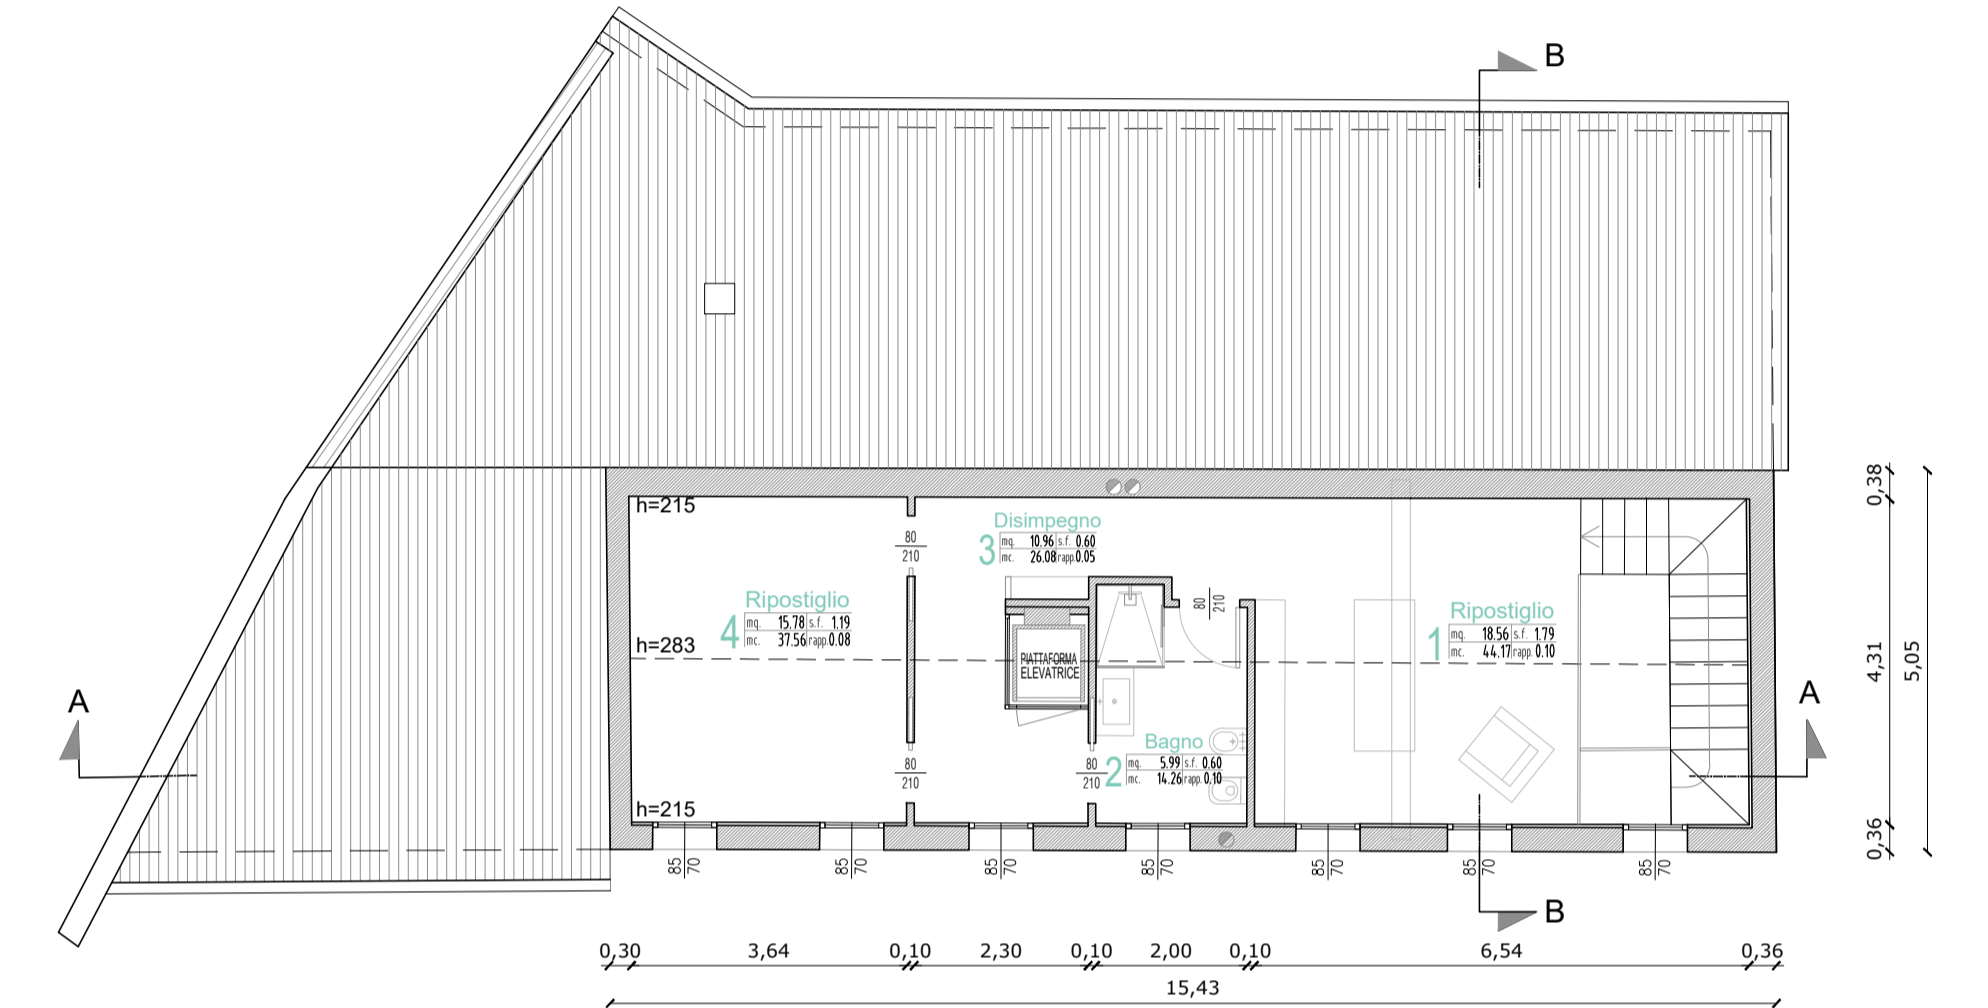 B
0,38
h=215
80
210
Disimpegno
3
mq. 10.96 s.f. 0.60
mc. 26.08 rapp. 0.05
Ripostiglio
4
mq. 15.78 s.f. 1.19
mc. 37.56 rapp. 0.08
80
210
Ripostiglio
1
mq. 18.56 s.f. 1.79
mc. 44.17 rapp. 0.10
h=283
PIATTAFORMA
ELEVATRICE
4,31
5,05
A
A
Bagno
2
mq. 5.99 s.f. 0.60
mc. 14.26 rapp. 0.10
80
210
80
210
h=215
0,36
85 70
85 70
85 70
85 70
85 70
85 70
85 70
B
0,30 3,64 0,10 2,30 0,10 2,00 0,10 6,54 0,36
15,43